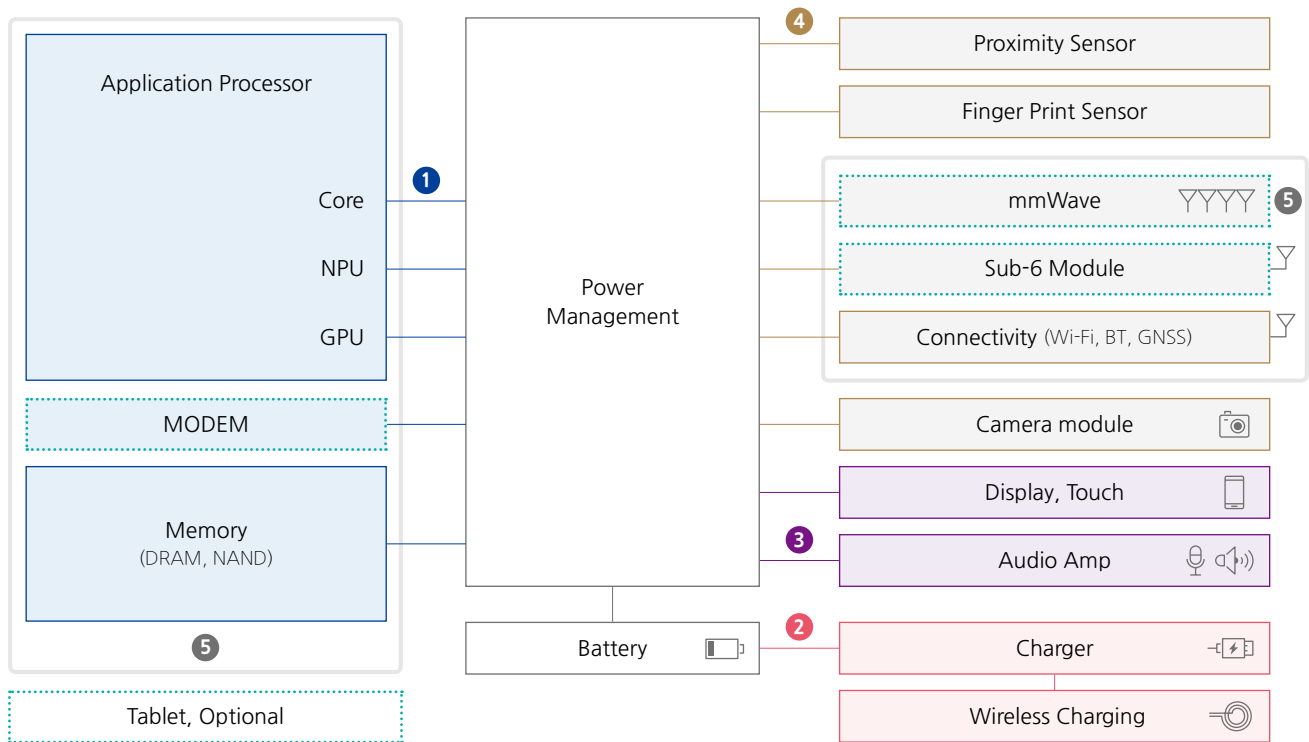 Application Processor
Core
NPU
GPU
1
MODEM
Memory
(DRAM, NAND)
5
Tablet, Optional
Power
Management
Battery
4
Proximity Sensor
Finger Print Sensor
mmWave
5
Sub-6 Module
Connectivity (Wi-Fi, BT, GNSS)
Camera module
Display, Touch
3
Audio Amp
2
Charger
Wireless Charging